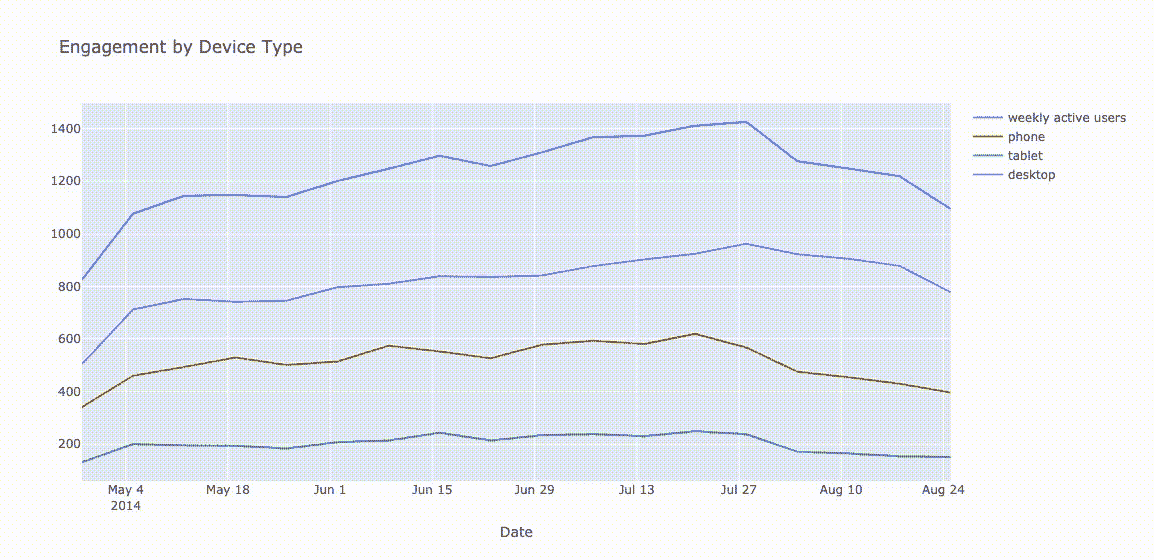 Engagement by Device Type
1400
1200
1000
800
600
400
200
May 4
2014
May 18
Jun 1
Jun 15
Jun 29
Jul 13
Jul 27
Aug 10
Aug 24
Date
weekly active users
phone
tablet
desktop